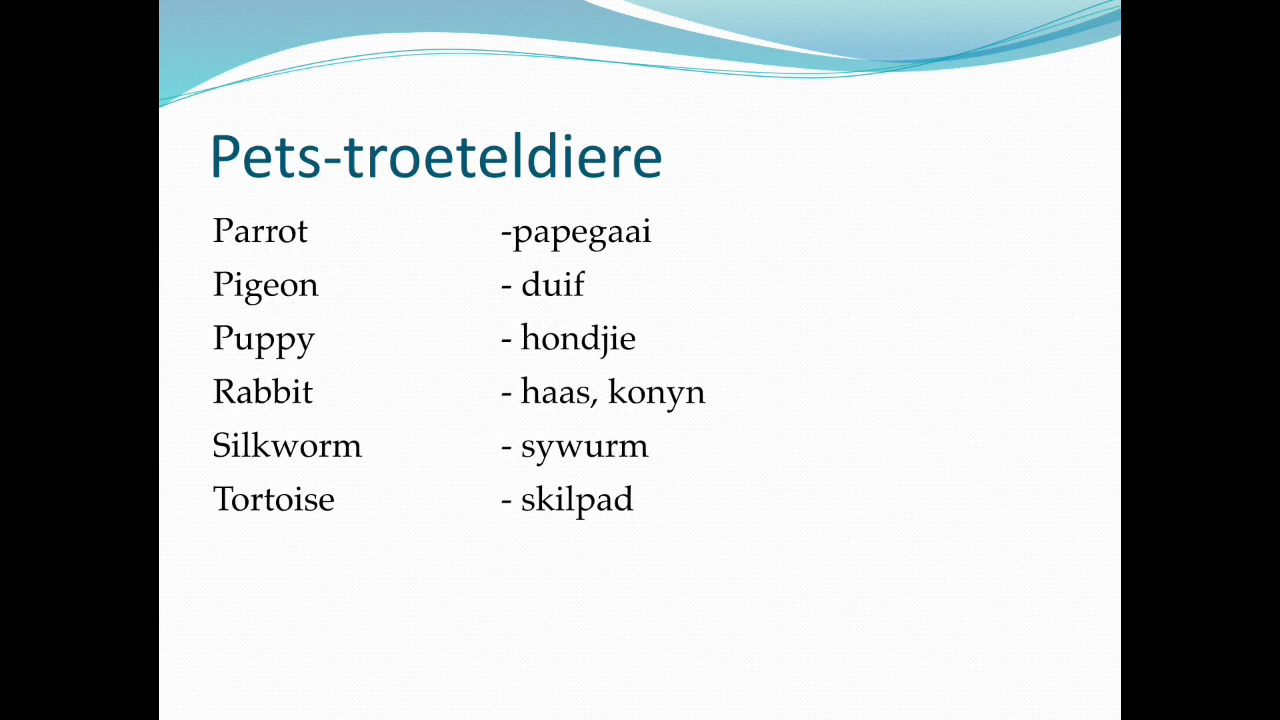 Pets-troeteldiere
Parrot -papegaai
Pigeon - duif
Puppy - hondjie
Rabbit - haas, konyn
Silkworm - sywurm
Tortoise - skilpad